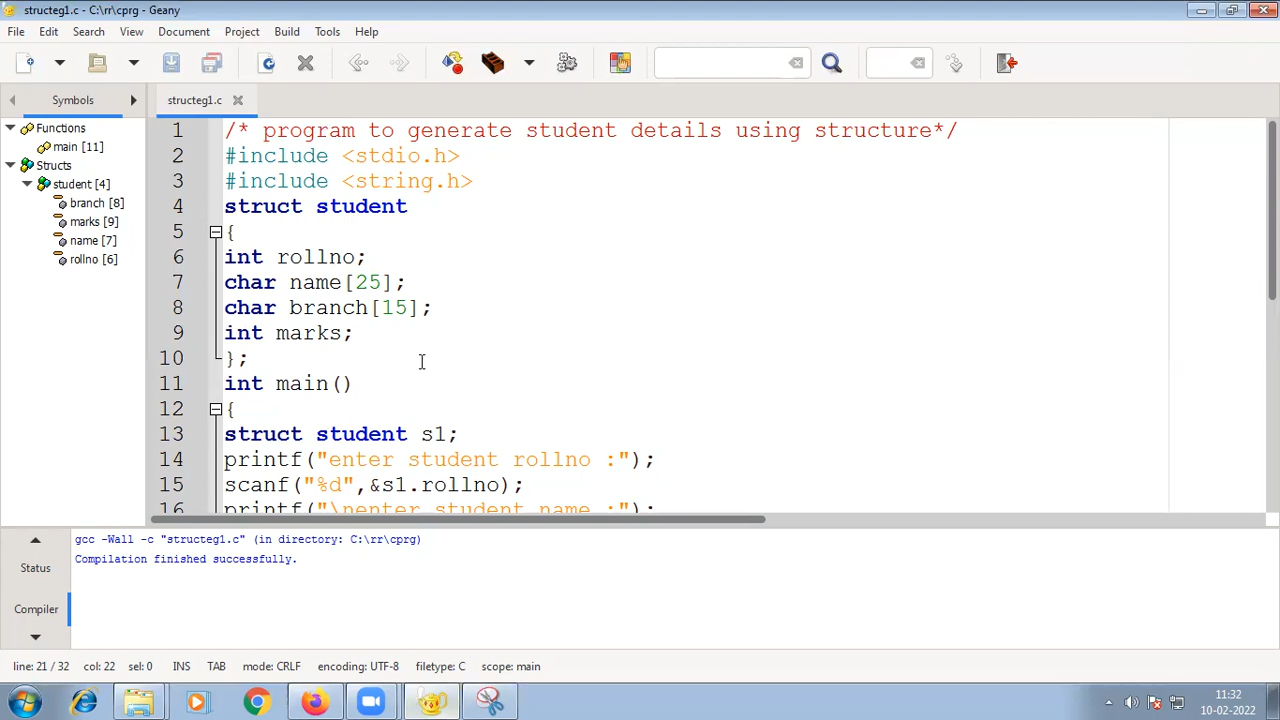 structeg1.c - C:\rr\cprg - Geany
File Edit Search View Document Project Build Tools Help
Symbols structeg1.c
Functions
main [11]
Structs
student [4]
branch [8]
marks [9]
name [7]
rollno [6]
1 /* program to generate student details using structure*/
2 #include <stdio.h>
3 #include <string.h>
4 struct student
5 {
6 int rollno;
7 char name[25];
8 char branch[15];
9 int marks;
10 };
11 int main()
12 {
13 struct student s1;
14 printf("enter student rollno :");
15 scanf("%d",&s1.rollno);
16 printf("\nenter student name :");
Status
Compiler
gcc -Wall -c "structeg1.c" (in directory: C:\rr\cprg)
Compilation finished successfully.
line: 21 / 32 col: 22 sel: 0 INS TAB mode: CRLF encoding: UTF-8 filetype: C scope: main
11:32
10-02-2022